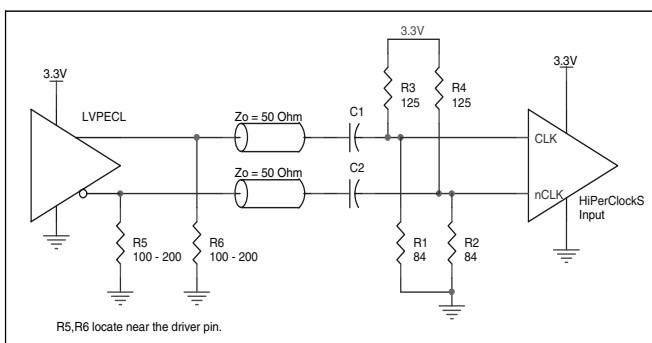 3.3V
3.3V
3.3V
LVPECL
R3
125
R4
125
Zo = 50 Ohm
C1
CLK
Zo = 50 Ohm
C2
nCLK
HiPerClockS
Input
R5
100 - 200
R6
100 - 200
R1
84
R2
84
R5,R6 locate near the driver pin.